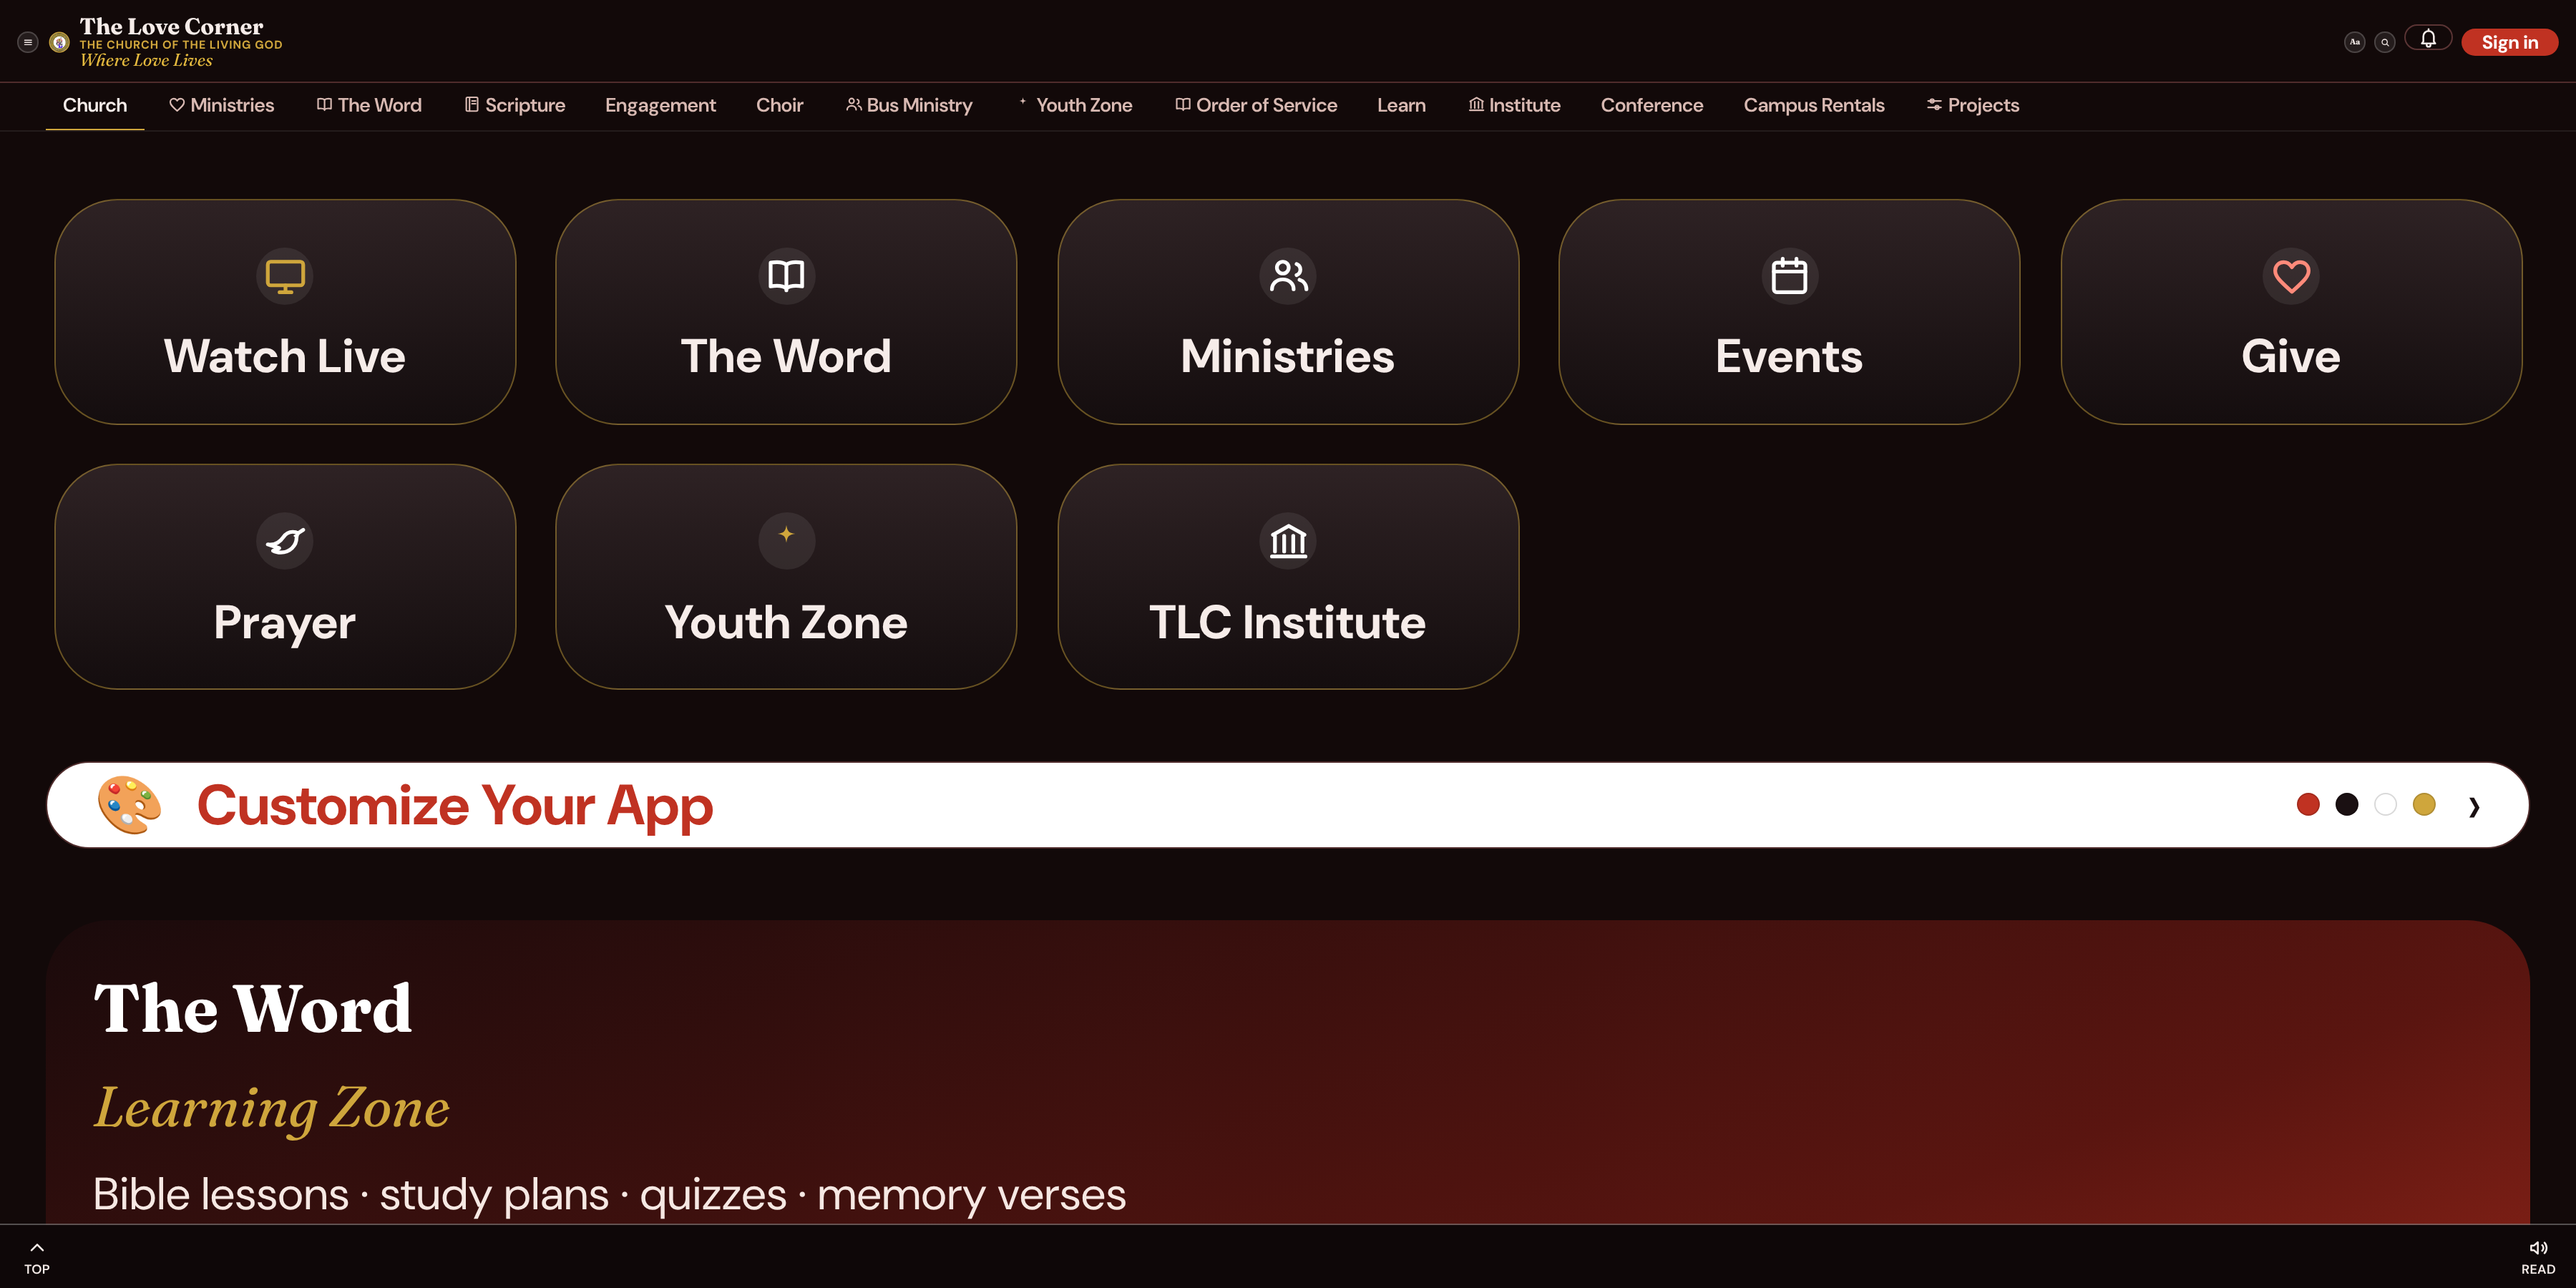 The Love Corner
THE CHURCH OF THE LIVING GOD
Where Love Lives
Aa
Sign in
Church
Ministries
The Word
Scripture
Engagement
Choir
Bus Ministry
Youth Zone
Order of Service
Learn
Institute
Conference
Campus Rentals
Projects
Watch Live
The Word
Ministries
Events
Give
Prayer
Youth Zone
TLC Institute
Customize Your App
The Word
Learning Zone
Bible lessons · study plans · quizzes · memory verses
TOP
READ